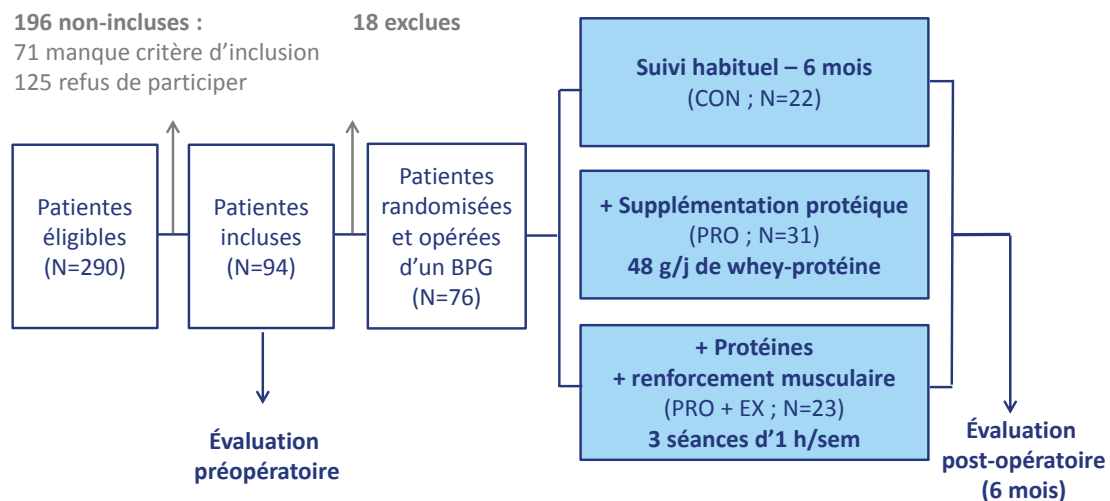 196 non-incluses :
71 manque critère d'inclusion
125 refus de participer
18 exclues
Patientes
éligibles
(N=290)
Patientes
incluses
(N=94)
Patientes
randomisées
et opérées
d'un BPG
(N=76)
Suivi habituel – 6 mois
(CON ; N=22)
+ Supplémentation protéique
(PRO ; N=31)
48 g/j de whey-protéine
+ Protéines
+ renforcement musculaire
(PRO + EX ; N=23)
3 séances d'1 h/sem
Évaluation
préopératoire
Évaluation
post-opératoire
(6 mois)